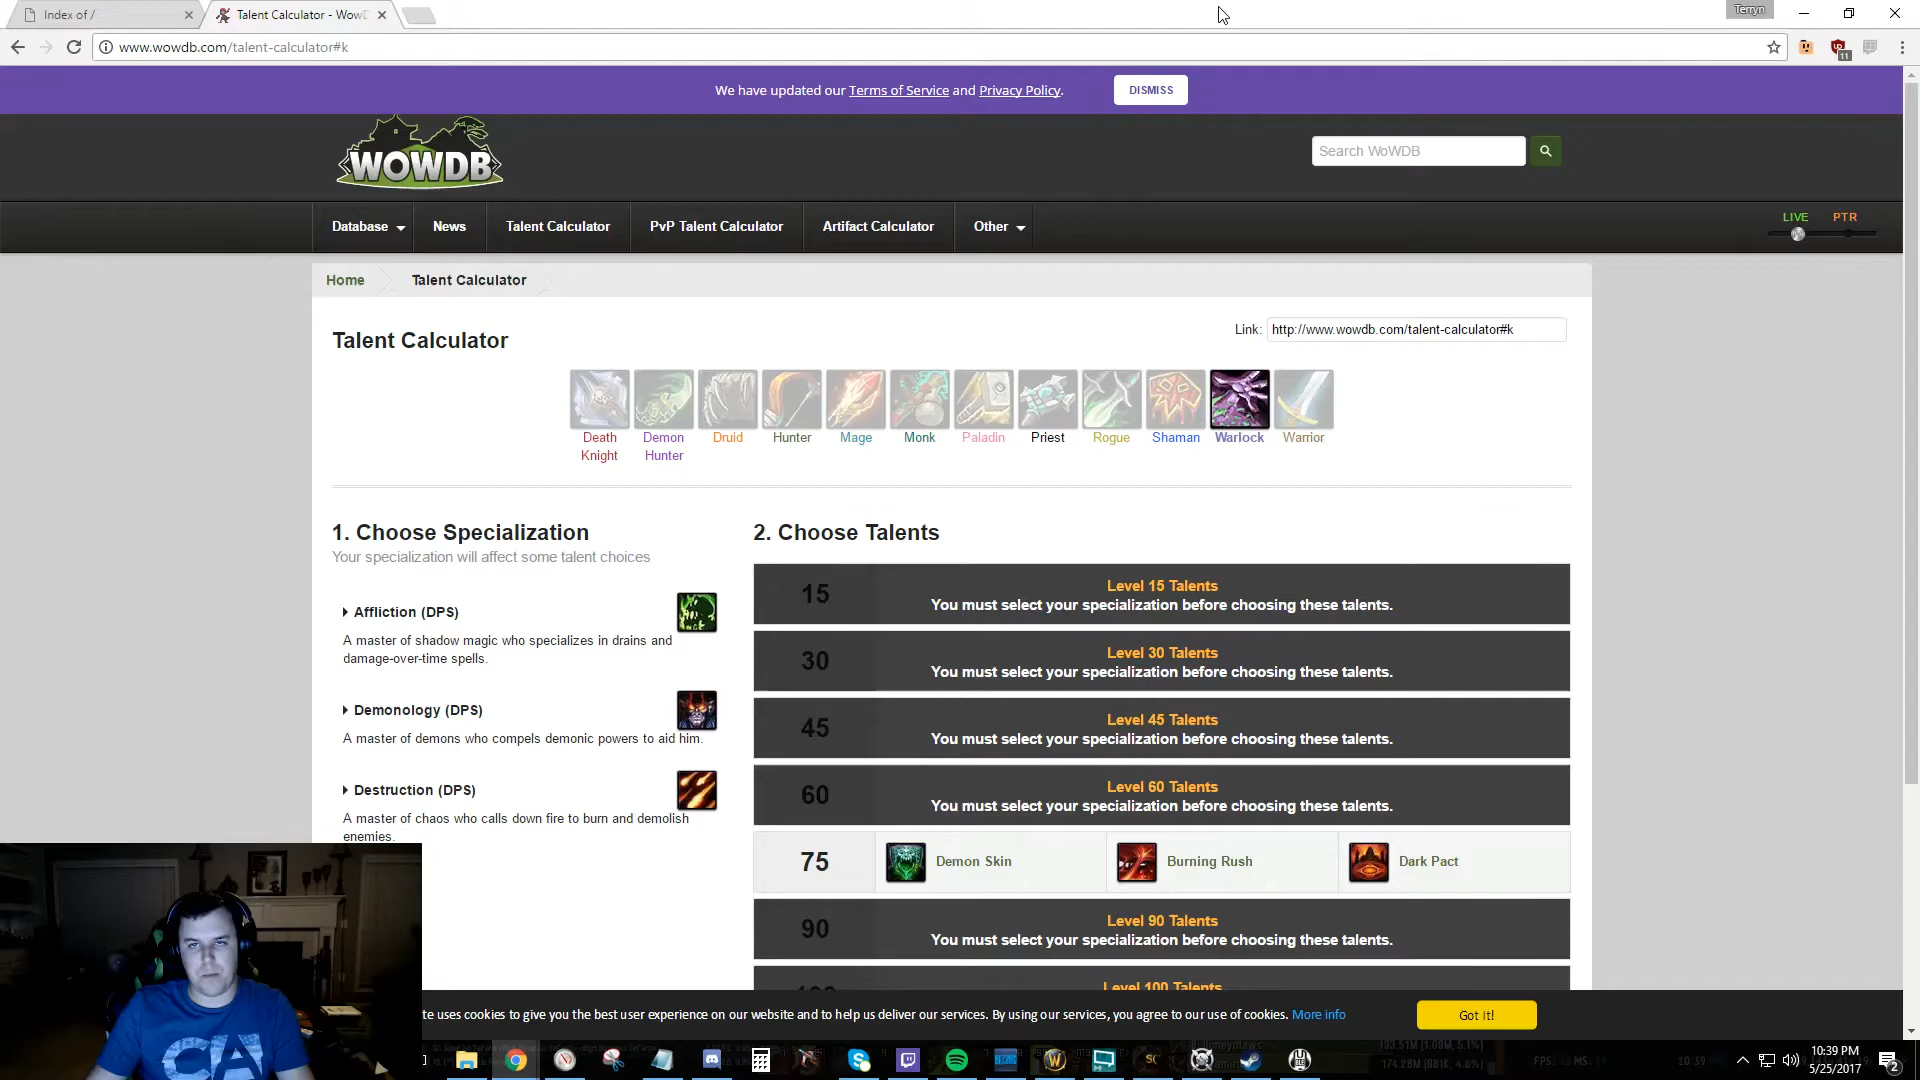 Index of /
Talent Calculator - WowD
Terryn
www.wowdb.com/talent-calculator#k
11
We have updated our Terms of Service and Privacy Policy.
DISMISS
WOWDB
Search WoWDB
Database
News
Talent Calculator
PvP Talent Calculator
Artifact Calculator
Other
LIVE
PTR
Home
Talent Calculator
Talent Calculator
Link: http://www.wowdb.com/talent-calculator#k
Death Knight
Demon Hunter
Druid
Hunter
Mage
Monk
Paladin
Priest
Rogue
Shaman
Warlock
Warrior
1. Choose Specialization
Your specialization will affect some talent choices
Affliction (DPS)
A master of shadow magic who specializes in drains and
damage-over-time spells.
Demonology (DPS)
A master of demons who compels demonic powers to aid him.
Destruction (DPS)
A master of chaos who calls down fire to burn and demolish
enemies.
2. Choose Talents
15
Level 15 Talents
You must select your specialization before choosing these talents.
30
Level 30 Talents
You must select your specialization before choosing these talents.
45
Level 45 Talents
You must select your specialization before choosing these talents.
60
Level 60 Talents
You must select your specialization before choosing these talents.
75
Demon Skin
Burning Rush
Dark Pact
90
Level 90 Talents
You must select your specialization before choosing these talents.
100
Level 100 Talents
te uses cookies to give you the best user experience on our website and to help us deliver our services. By using our services, you agree to our use of cookies. More info
Got it!
CA
SC
10:39 PM
5/25/2017
2